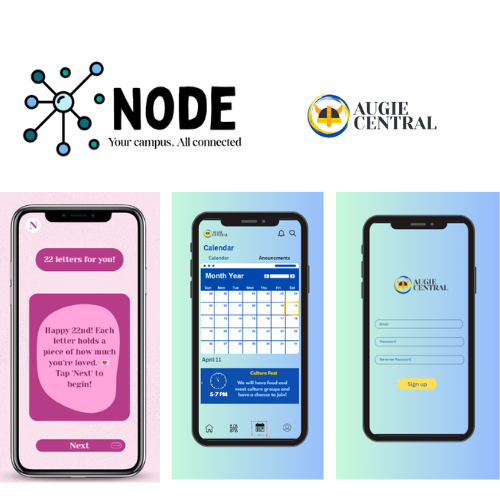 NODE
Your campus. All connected
AUGIE
CENTRAL
N
22 letters for you!
Happy 22nd! Each
letter holds a
piece of how much
you're loved.
Tap 'Next' to
begin!
Next
AUGIE
CENTRAL
Calendar
Calendar
Month Year
Sun Mon Tue Wed Thu Fri Sat
April 11
Culture Fest
5-7 PM
We will have food and
meet culture groups and
have a chance to join!
AUGIE
CENTRAL
Email
Password
Sign up